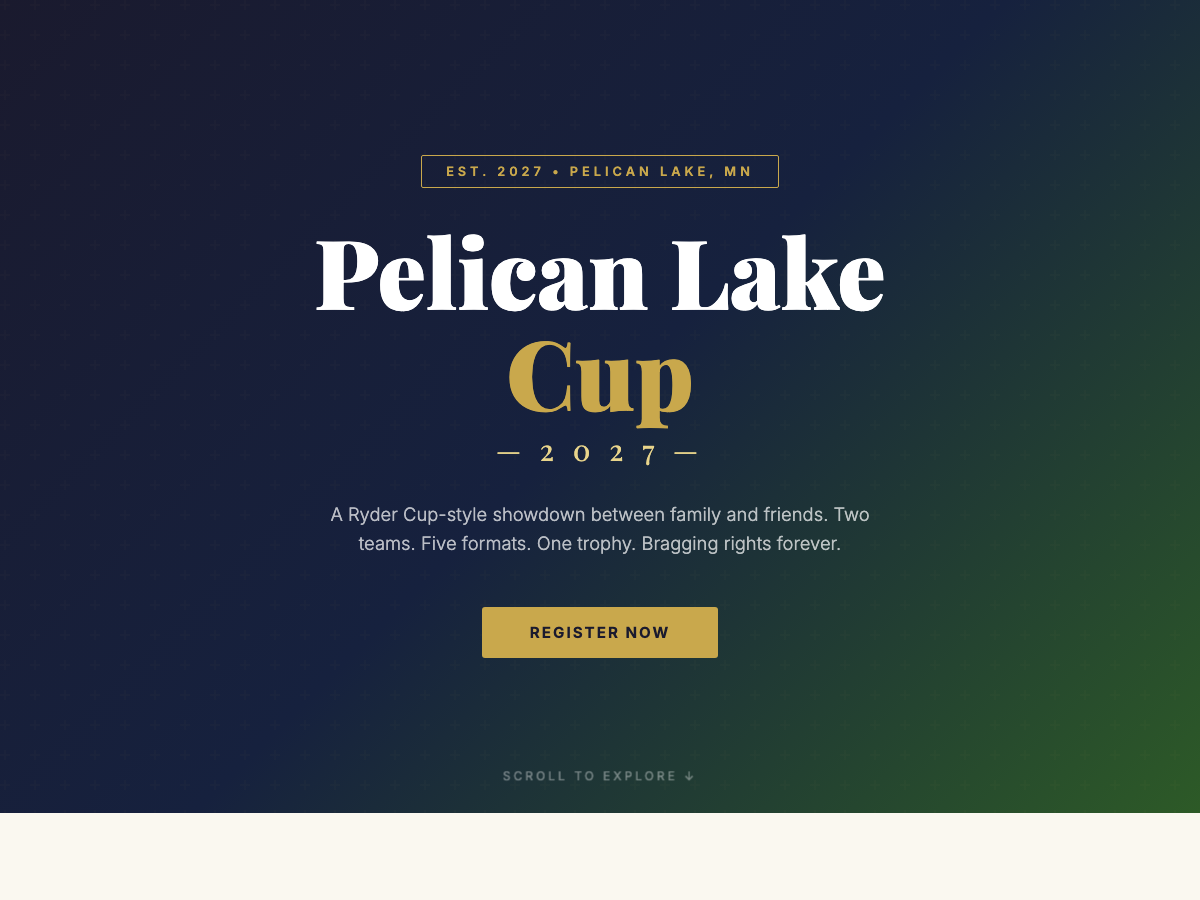 EST. 2027 • PELICAN LAKE, MN
Pelican Lake
Cup
— 2027 —
A Ryder Cup-style showdown between family and friends. Two
teams. Five formats. One trophy. Bragging rights forever.
REGISTER NOW
SCROLL TO EXPLORE ↓